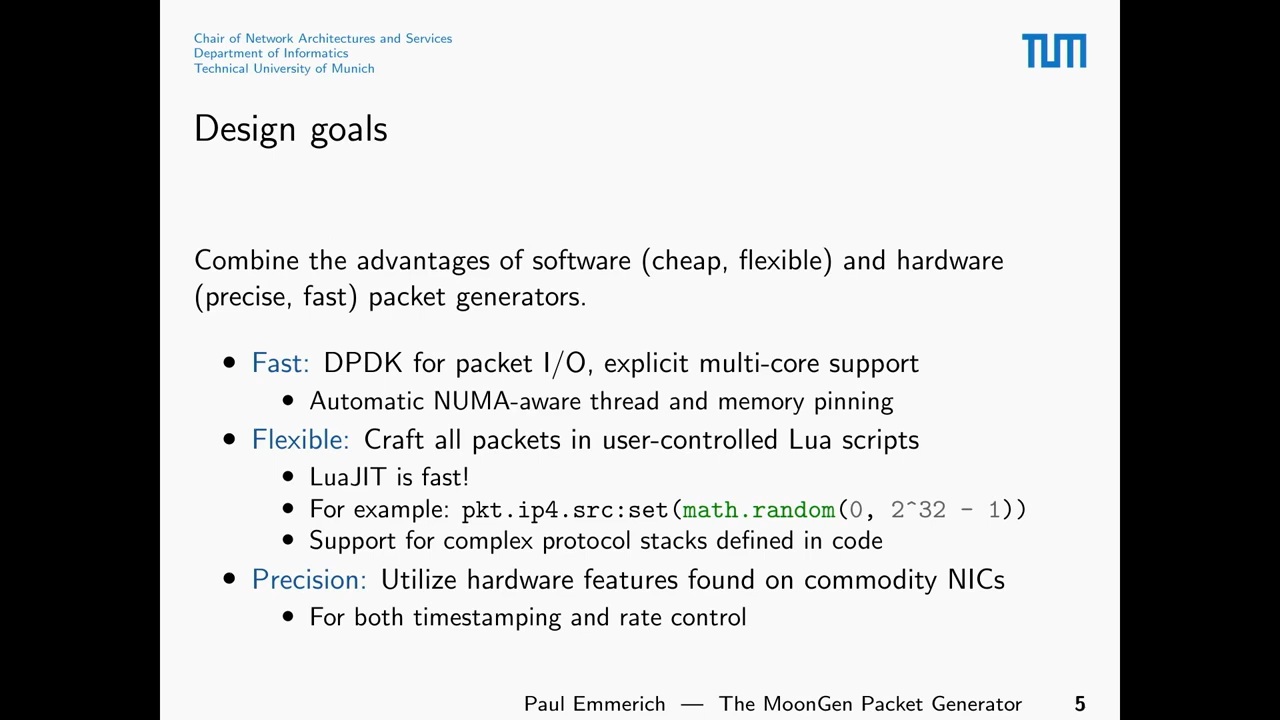 Chair of Network Architectures and Services
Department of Informatics
Technical University of Munich
TUM
Design goals
Combine the advantages of software (cheap, flexible) and hardware
(precise, fast) packet generators.
• Fast: DPDK for packet I/O, explicit multi-core support
• Automatic NUMA-aware thread and memory pinning
• Flexible: Craft all packets in user-controlled Lua scripts
• LuaJIT is fast!
• For example: pkt.ip4.src:set(math.random(0, 2^32 - 1))
• Support for complex protocol stacks defined in code
• Precision: Utilize hardware features found on commodity NICs
• For both timestamping and rate control
Paul Emmerich — The MoonGen Packet Generator 5